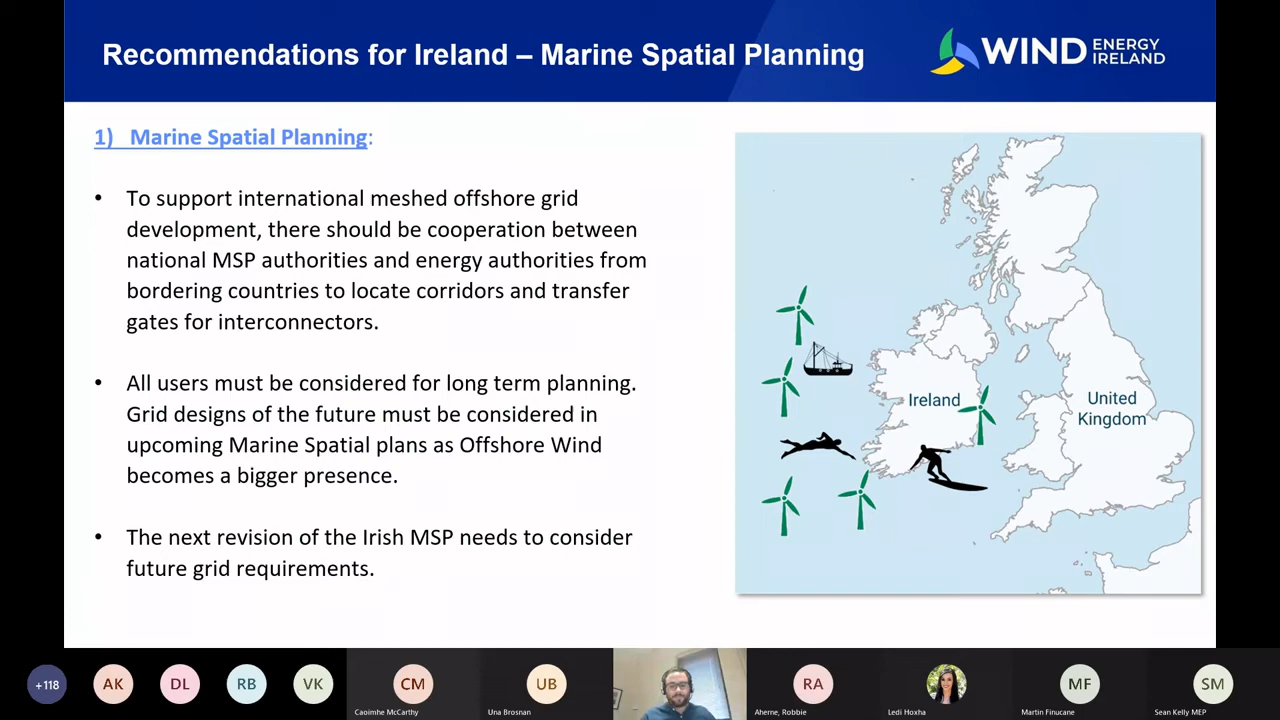 Recommendations for Ireland – Marine Spatial Planning
WIND ENERGY IRELAND
1) Marine Spatial Planning:
• To support international meshed offshore grid
development, there should be cooperation between
national MSP authorities and energy authorities from
bordering countries to locate corridors and transfer
gates for interconnectors.
• All users must be considered for long term planning.
Grid designs of the future must be considered in
upcoming Marine Spatial plans as Offshore Wind
becomes a bigger presence.
• The next revision of the Irish MSP needs to consider
future grid requirements.
Ireland
United
Kingdom
+118
AK
DL
RB
VK
CM
UB
RA
MF
SM
Caoimhe McCarthy
Una Brosnan
Aherne, Robbie
Ledi Hoxha
Martin Finucane
Sean Kelly MEP